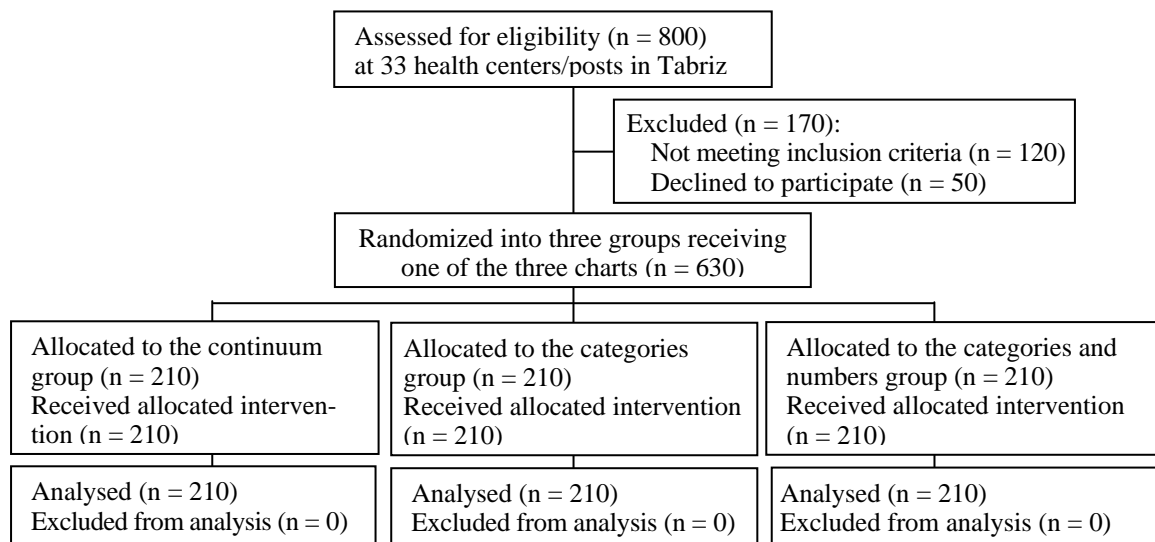 Assessed for eligibility (n = 800)
at 33 health centers/posts in Tabriz
Excluded (n = 170):
Not meeting inclusion criteria (n = 120)
Declined to participate (n = 50)
Randomized into three groups receiving
one of the three charts (n = 630)
Allocated to the continuum
group (n = 210)
Received allocated interven-
tion (n = 210)
Allocated to the categories
group (n = 210)
Received allocated intervention
(n = 210)
Allocated to the categories and
numbers group (n = 210)
Received allocated intervention
(n = 210)
Analysed (n = 210)
Excluded from analysis (n = 0)
Analysed (n = 210)
Excluded from analysis (n = 0)
Analysed (n = 210)
Excluded from analysis (n = 0)